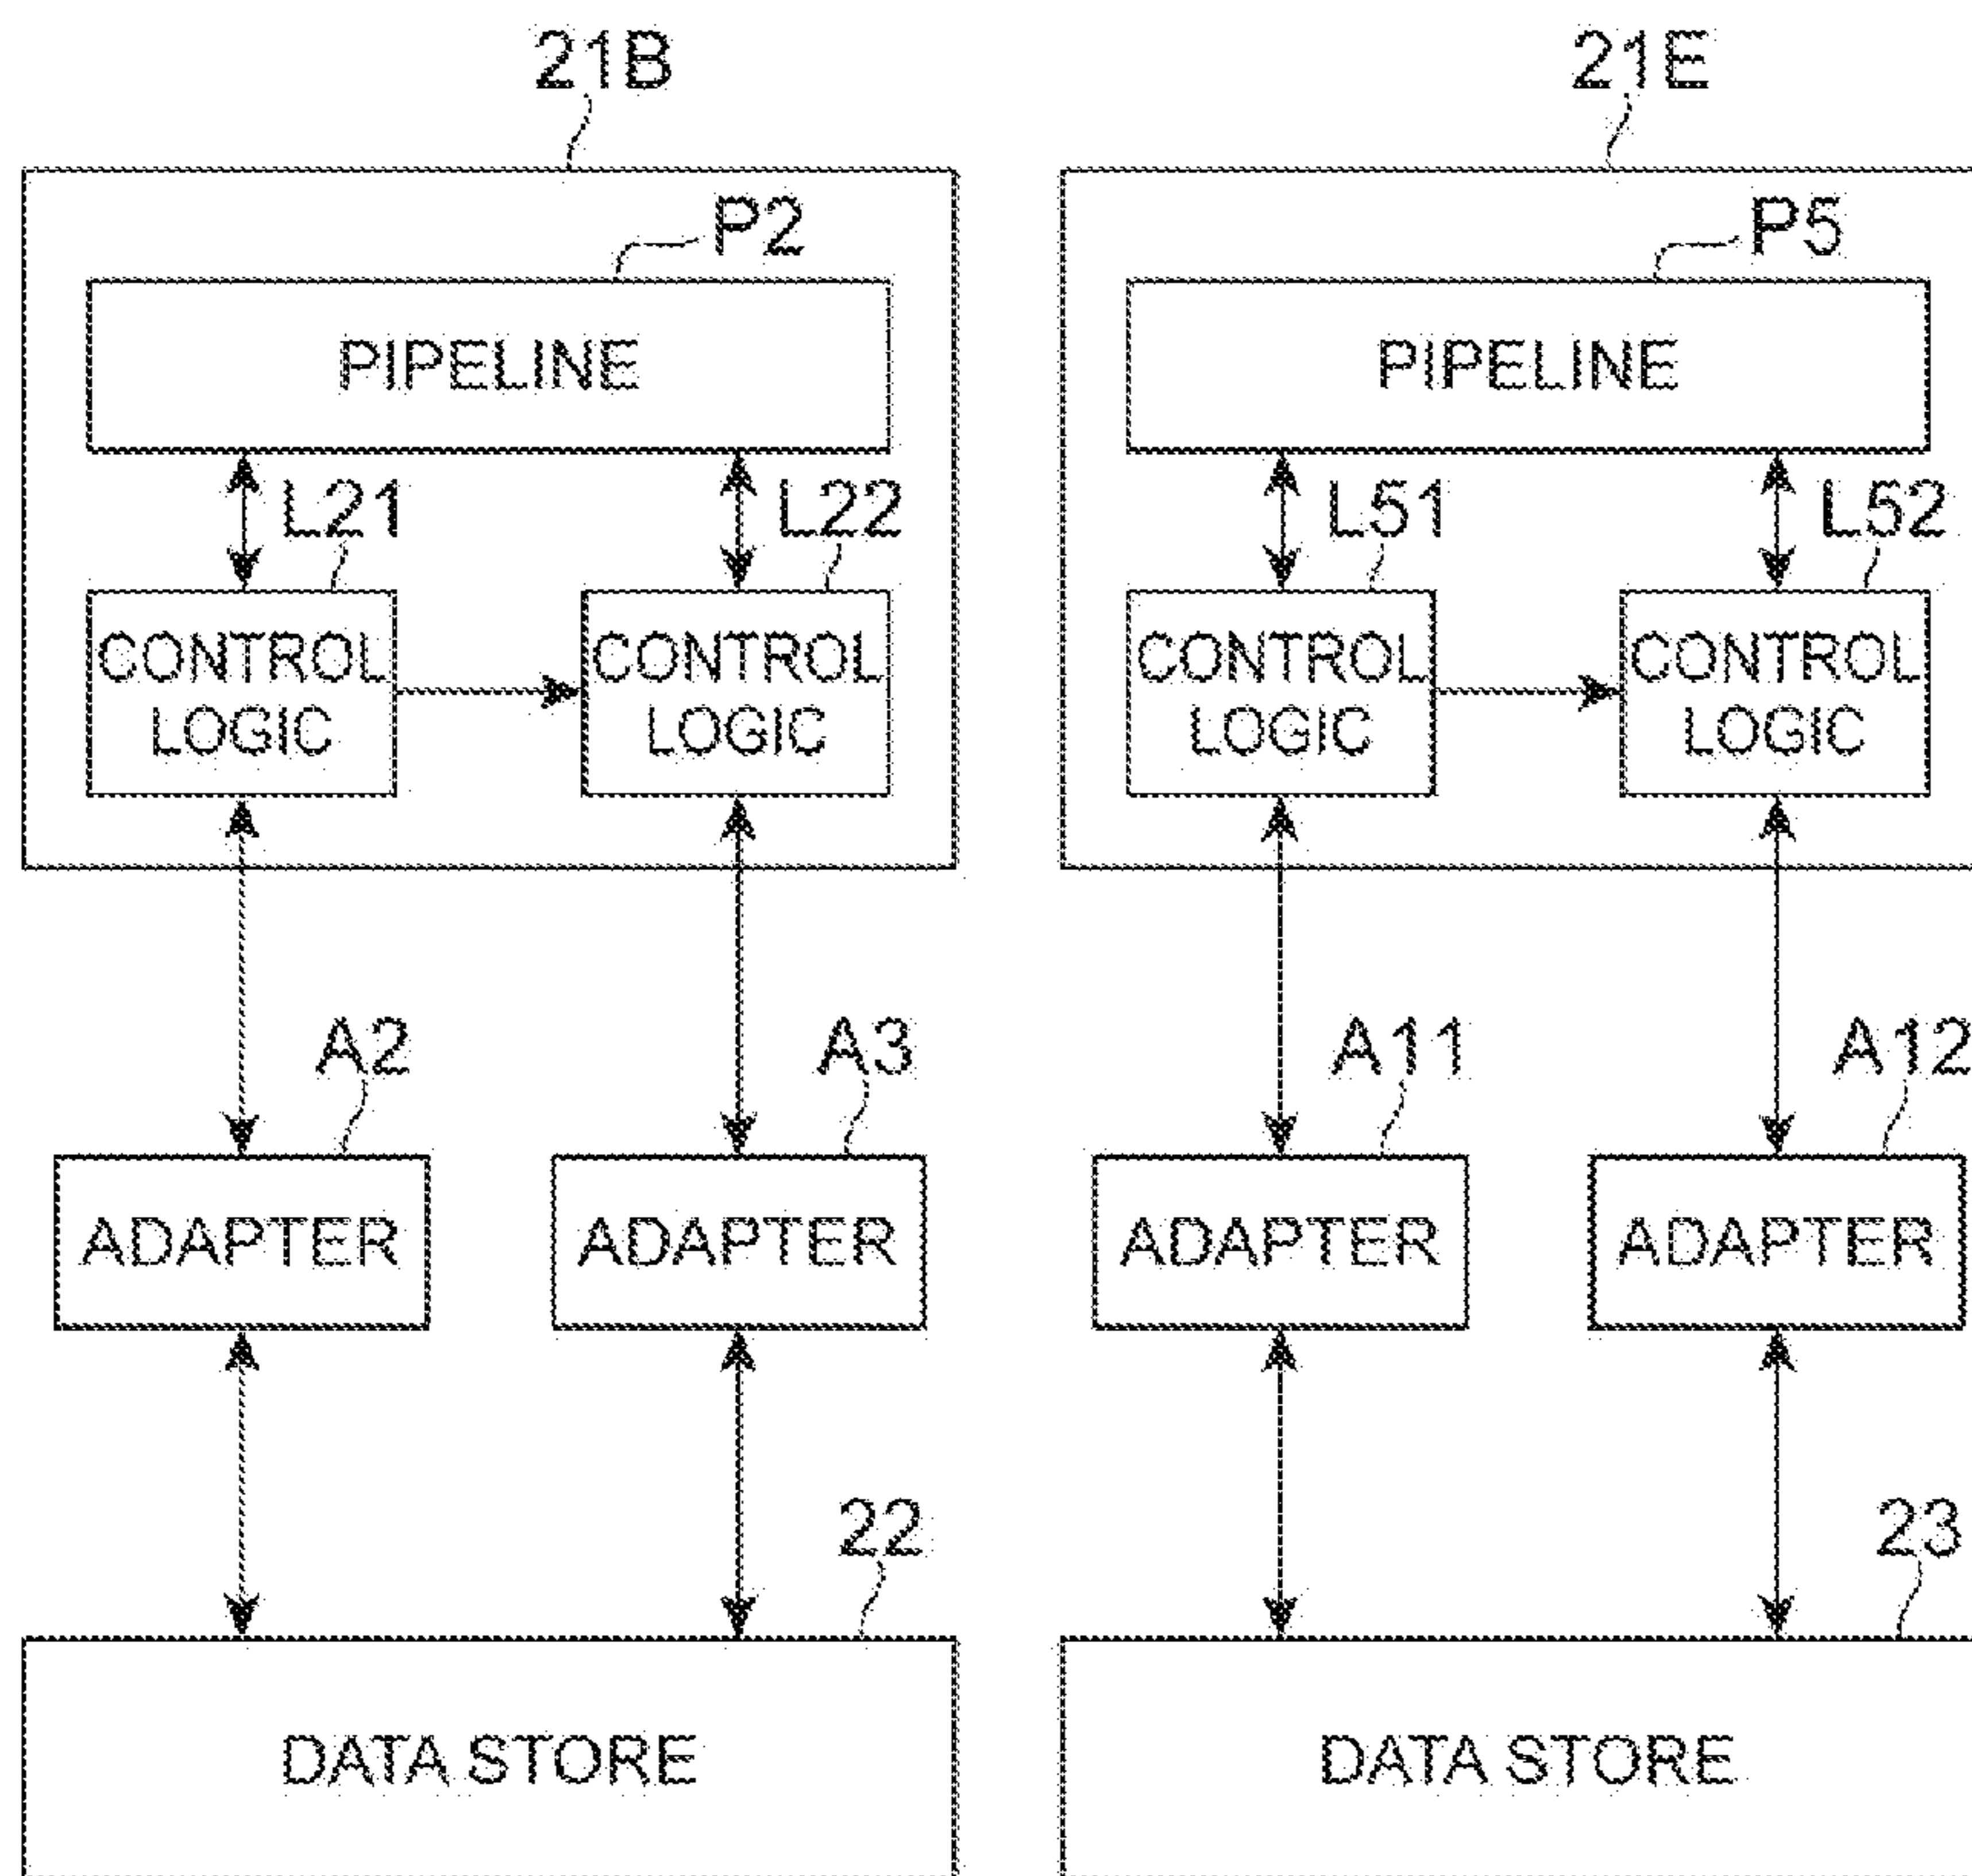 21B
21E
P2
P5
PIPELINE
PIPELINE
L21
L22
L51
L52
CONTROL
LOGIC
CONTROL
LOGIC
CONTROL
LOGIC
CONTROL
LOGIC
A2
A3
A11
A12
ADAPTER
ADAPTER
ADAPTER
ADAPTER
22
23
DATA STORE
DATA STORE